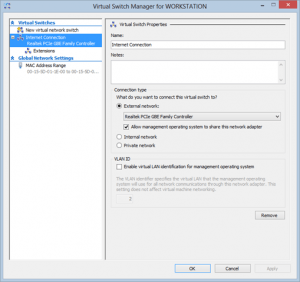 Virtual Switch Manager for WORKSTATION
Virtual Switches
New virtual network switch
Internet Connection
Realtek PCIe GBE Family Controller
Extensions
Global Network Settings
MAC Address Range
00-15-5D-01-1E-00 to 00-15-5D-0...
Virtual Switch Properties
Name:
Internet Connection
Notes:
Connection type
What do you want to connect this virtual switch to?
External network:
Realtek PCIe GBE Family Controller
Allow management operating system to share this network adapter
Internal network
Private network
VLAN ID
Enable virtual LAN identification for management operating system
The VLAN identifier specifies the virtual LAN that the management operating
system will use for all network communications through this network adapter. This
setting does not affect virtual machine networking.
2
Remove
OK
Cancel
Apply